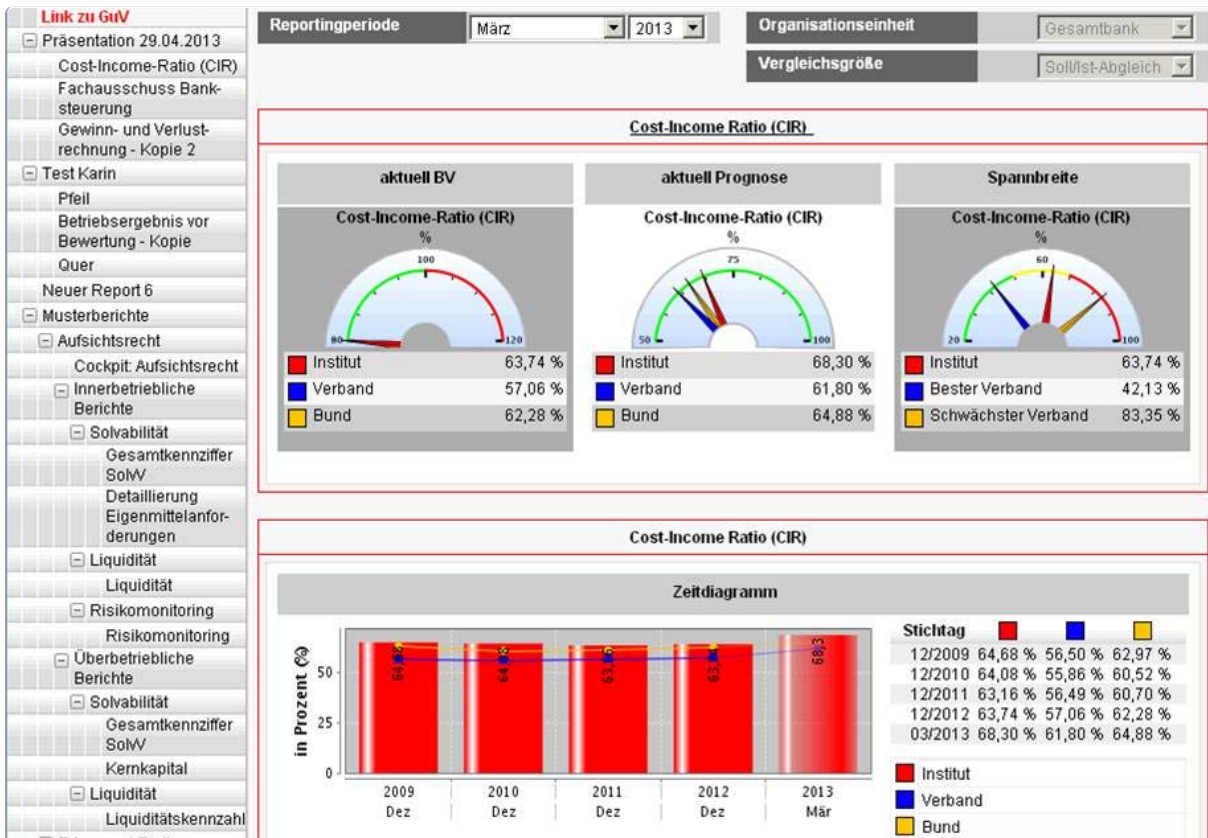 Link zu GuV
Präsentation 29.04.2013
Cost-Income-Ratio (CIR)
Fachausschuss Bank-
steuerung
Gewinn- und Verlust-
rechnung - Kopie 2
Test Karin
Pfeil
Betriebsergebnis vor
Bewertung - Kopie
Quer
Neuer Report 6
Musterberichte
Aufsichtsrecht
Cockpit: Aufsichtsrecht
Innerbetriebliche
Berichte
Solvabilität
Gesamtkennziffer
SolvV
Detaillierung
Eigenmittelanfor-
derungen
Liquidität
Liquidität
Risikomonitoring
Risikomonitoring
Überbetriebliche
Berichte
Solvabilität
Gesamtkennziffer
SolvV
Kernkapital
Liquidität
Liquiditätskennzahl
Reportingperiode März 2013
Organisationseinheit Gesamtbank
Vergleichsgröße Soll/Ist-Abgleich
Cost-Income Ratio (CIR)
aktuell BV
Cost-Income-Ratio (CIR)
%
100
80 120
Institut 63,74 %
Verband 57,06 %
Bund 62,28 %
aktuell Prognose
Cost-Income-Ratio (CIR)
%
75
50 100
Institut 68,30 %
Verband 61,80 %
Bund 64,88 %
Spannbreite
Cost-Income-Ratio (CIR)
%
60
20 100
Institut 63,74 %
Bester Verband 42,13 %
Schwächster Verband 83,35 %
Cost-Income Ratio (CIR)
Zeitdiagramm
in Prozent (%)
50
25
0
68,3
2009 2010 2011 2012 2013
Dez Dez Dez Dez Mär
Stichtag
12/2009 64,68 % 56,50 % 62,97 %
12/2010 64,08 % 55,86 % 60,52 %
12/2011 63,16 % 56,49 % 60,70 %
12/2012 63,74 % 57,06 % 62,28 %
03/2013 68,30 % 61,80 % 64,88 %
Institut
Verband
Bund